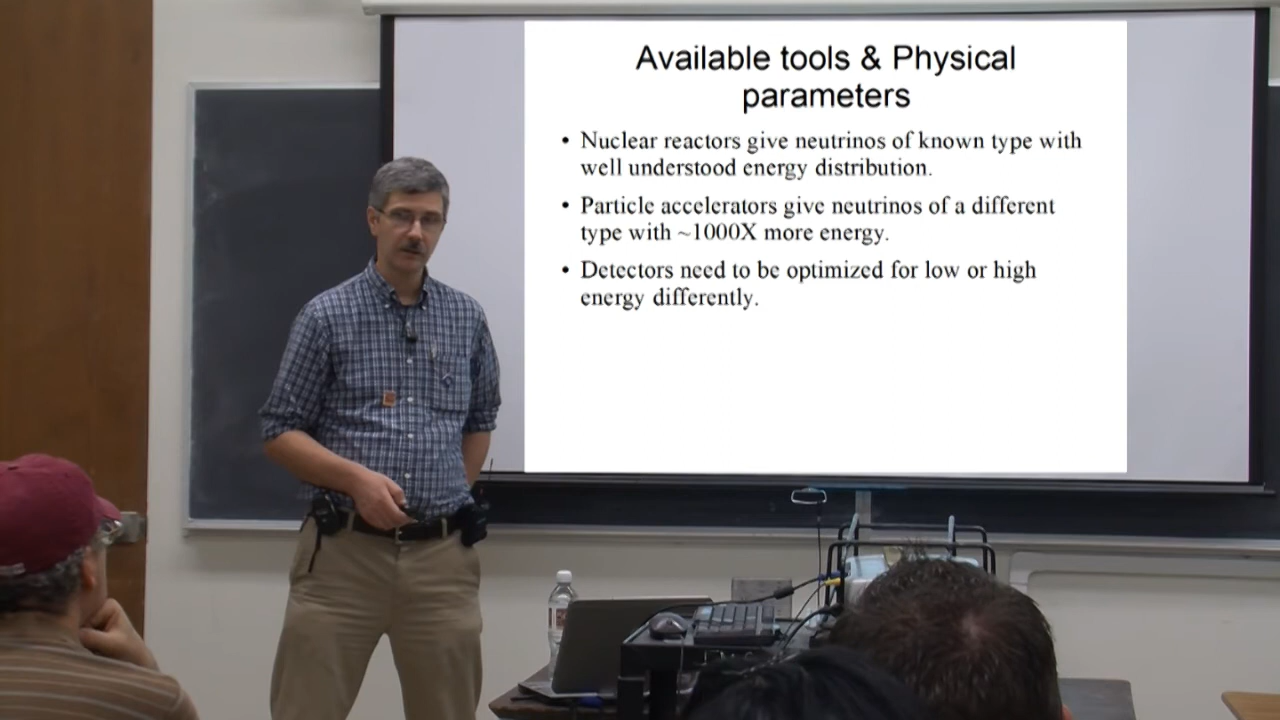 Available tools & Physical
parameters
• Nuclear reactors give neutrinos of known type with
well understood energy distribution.
• Particle accelerators give neutrinos of a different
type with ~1000X more energy.
• Detectors need to be optimized for low or high
energy differently.